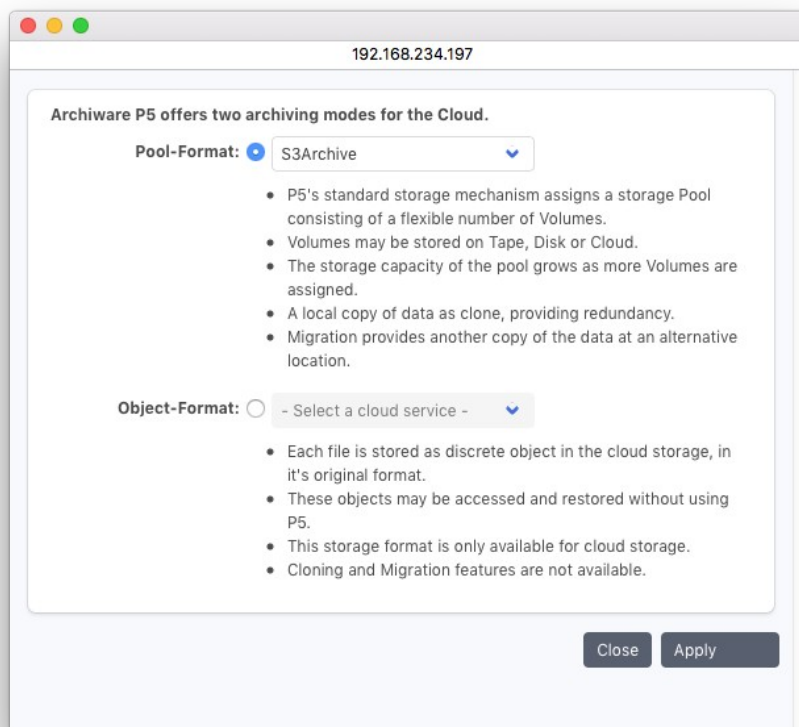 192.168.234.197
Archiware P5 offers two archiving modes for the Cloud.
Pool-Format: S3Archive
• P5's standard storage mechanism assigns a storage Pool
consisting of a flexible number of Volumes.
• Volumes may be stored on Tape, Disk or Cloud.
• The storage capacity of the pool grows as more Volumes are
assigned.
• A local copy of data as clone, providing redundancy.
• Migration provides another copy of the data at an alternative
location.
Object-Format: - Select a cloud service -
• Each file is stored as discrete object in the cloud storage, in
it's original format.
• These objects may be accessed and restored without using
P5.
• This storage format is only available for cloud storage.
• Cloning and Migration features are not available.
Close Apply